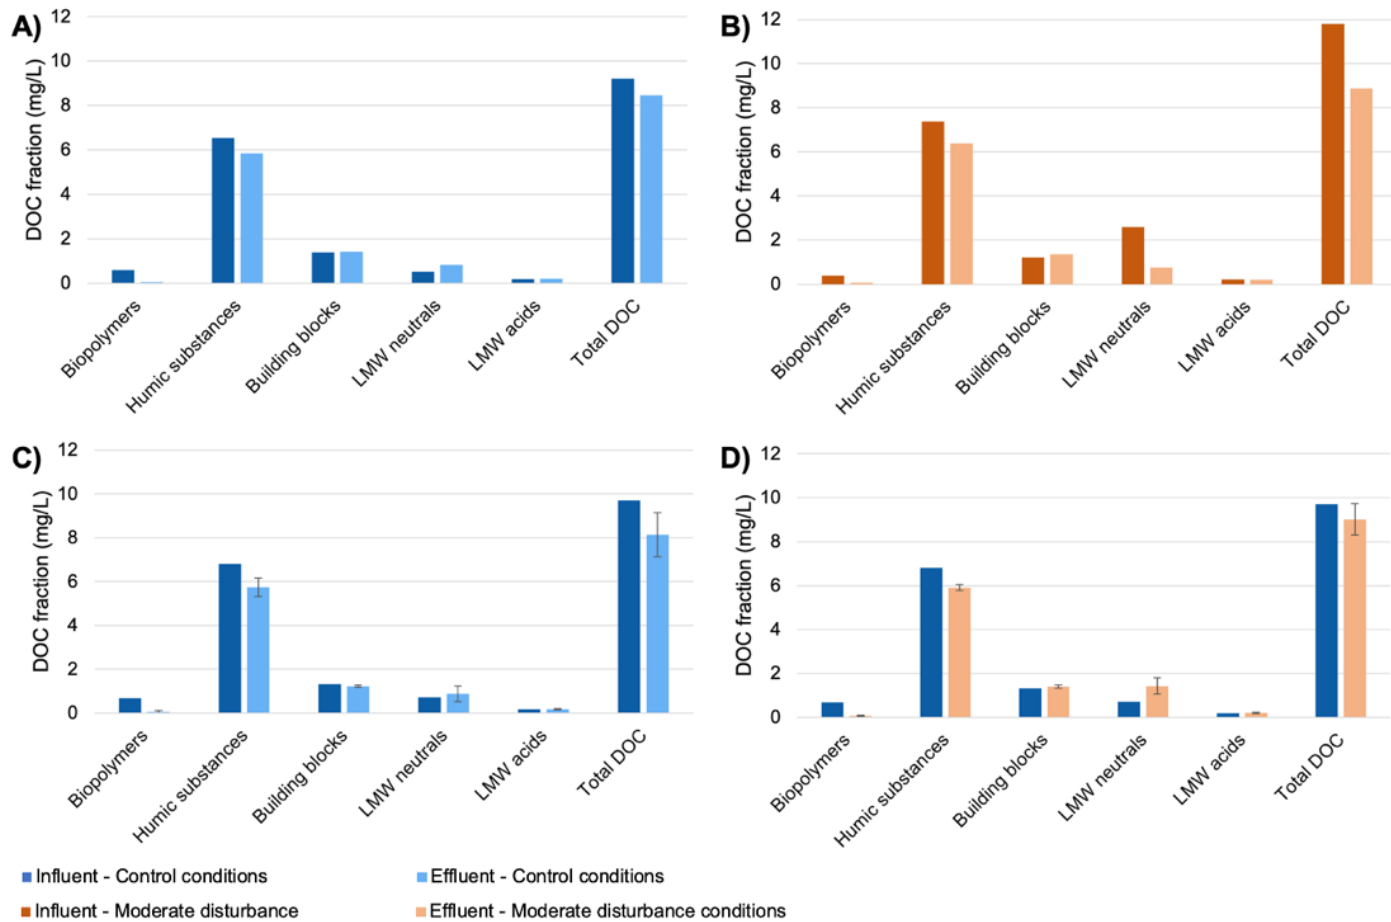 A)
DOC fraction (mg/L)
12
10
8
6
4
2
0
Biopolymers
Humic substances
Building blocks
LMW neutrals
LMW acids
Total DOC
B)
DOC fraction (mg/L)
12
10
8
6
4
2
0
Biopolymers
Humic substances
Building blocks
LMW neutrals
LMW acids
Total DOC
C)
DOC fraction (mg/L)
12
10
8
6
4
2
0
Biopolymers
Humic substances
Building blocks
LMW neutrals
LMW acids
Total DOC
D)
DOC fraction (mg/L)
12
10
8
6
4
2
0
Biopolymers
Humic substances
Building blocks
LMW neutrals
LMW acids
Total DOC
Influent - Control conditions
Effluent - Control conditions
Influent - Moderate disturbance
Effluent - Moderate disturbance conditions